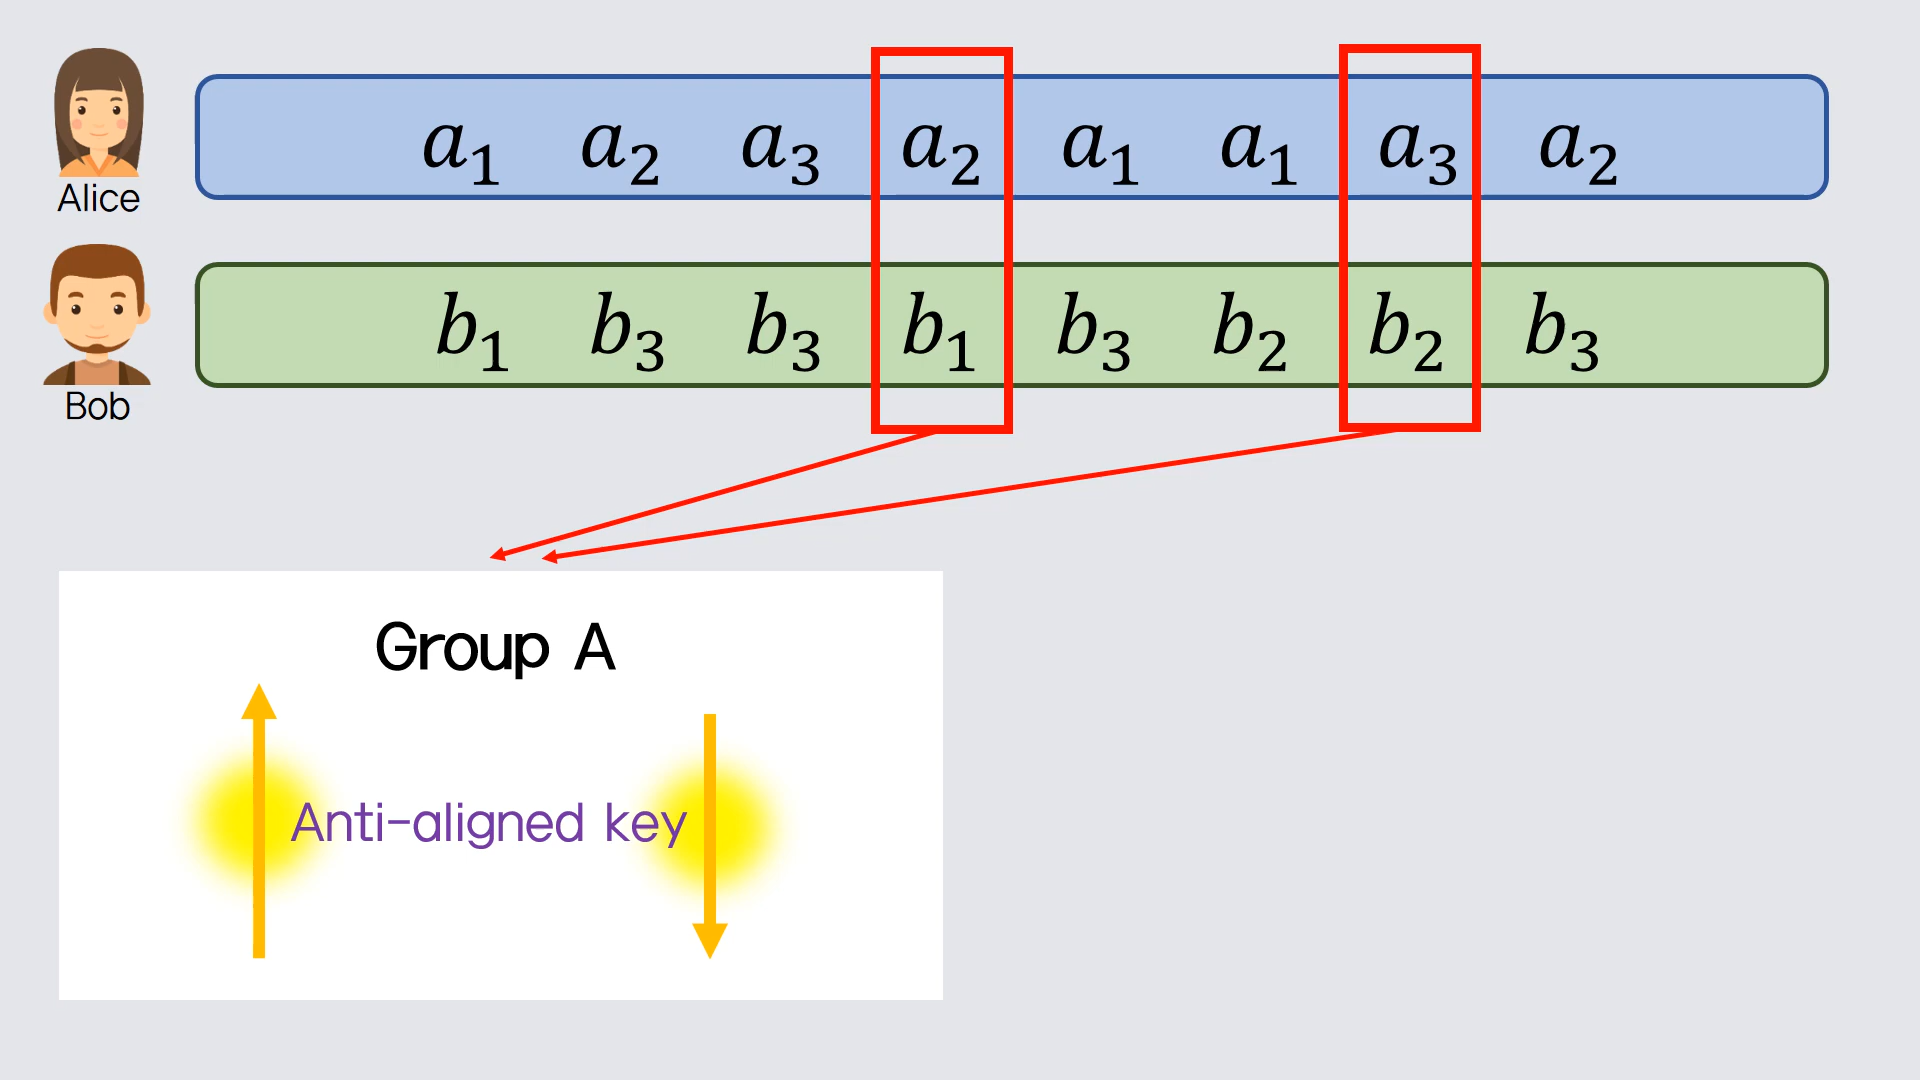 a₁ a₂ a₃ a₂ a₁ a₁ a₃ a₂
Alice
b₁ b₃ b₃ b₁ b₃ b₂ b₂ b₃
Bob
Group A
Anti-aligned key